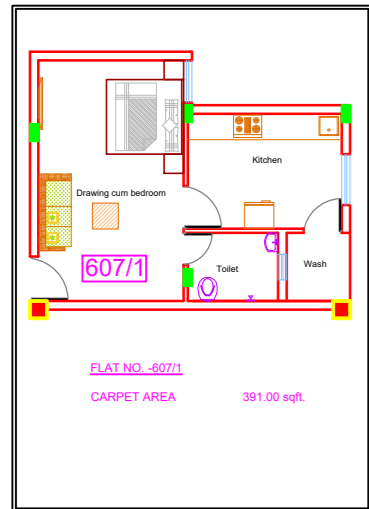 Kitchen
Drawing cum bedroom
607/1
Toilet
Wash
FLAT NO. -607/1
CARPET AREA 391.00 sqft.